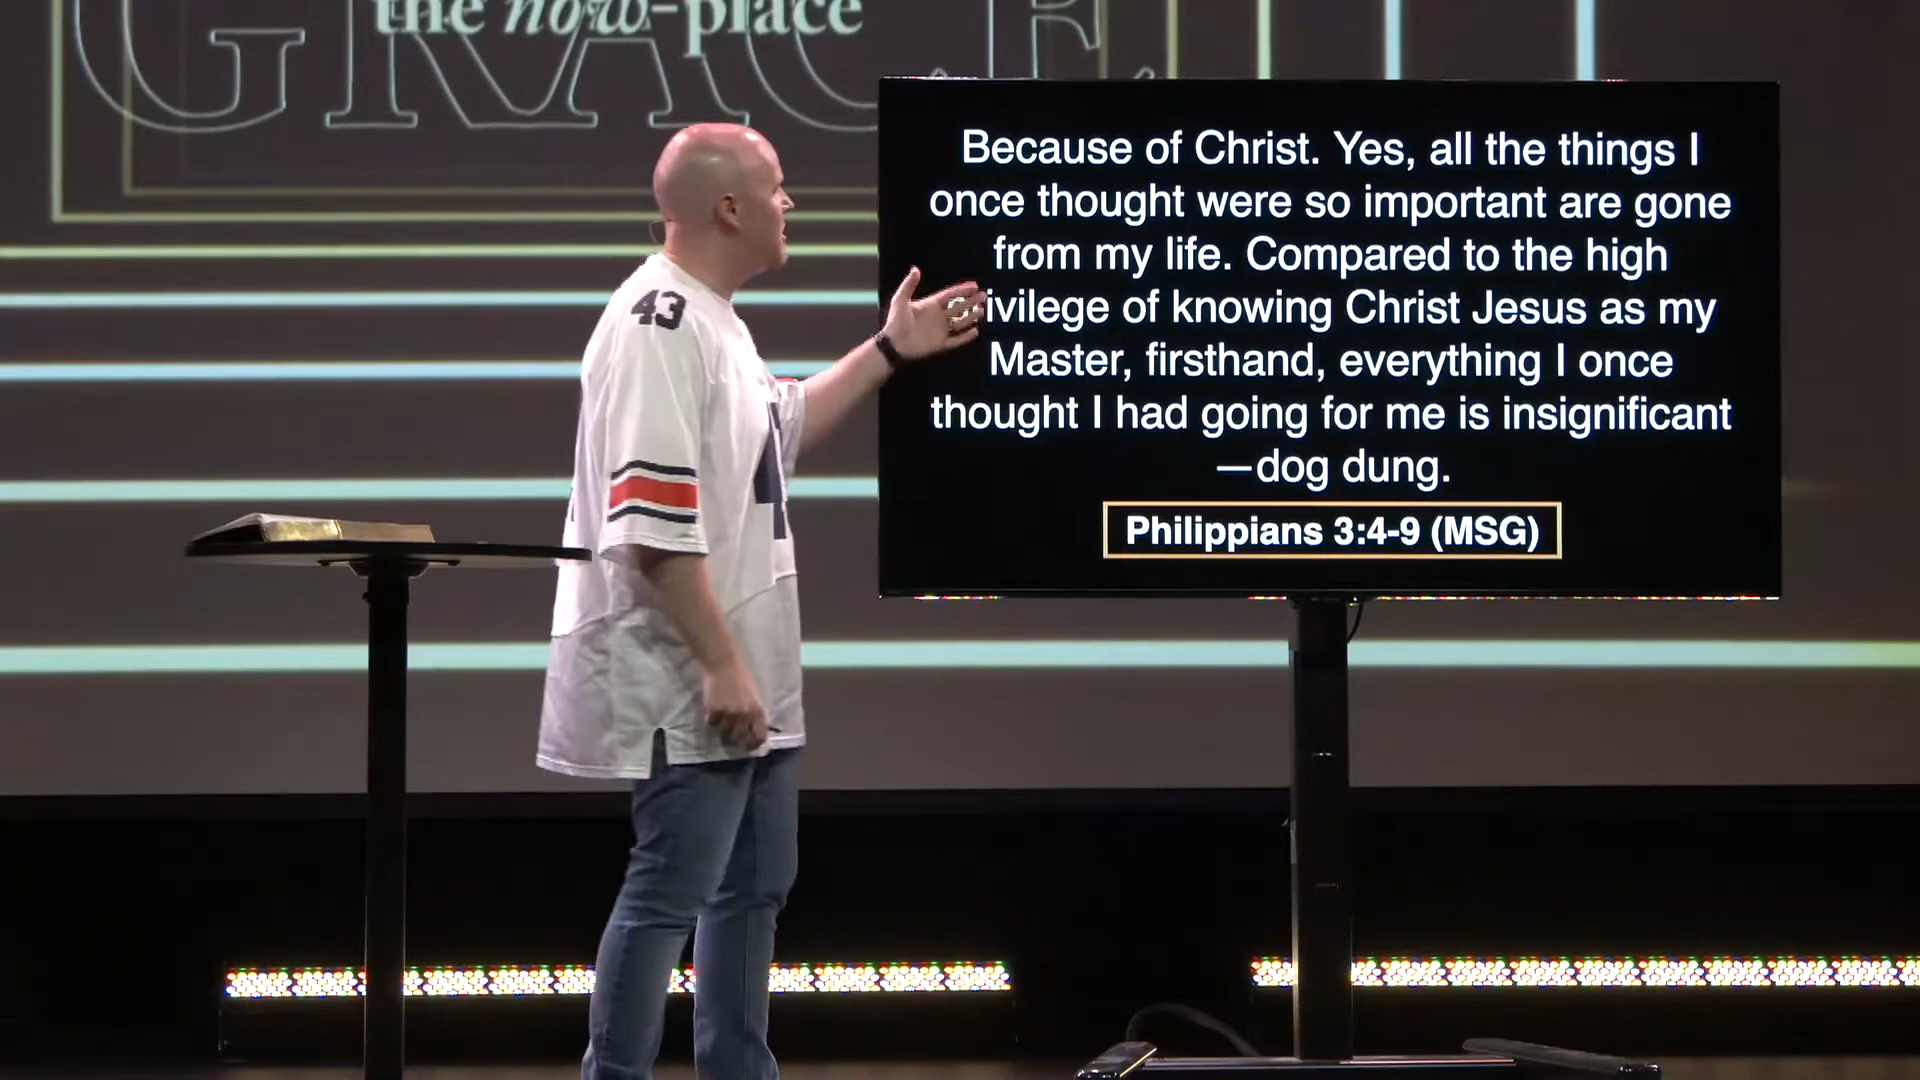 the now-place
GRACE
Because of Christ. Yes, all the things I
once thought were so important are gone
from my life. Compared to the high
ivilege of knowing Christ Jesus as my
Master, firsthand, everything I once
thought I had going for me is insignificant
—dog dung.
Philippians 3:4-9 (MSG)
43